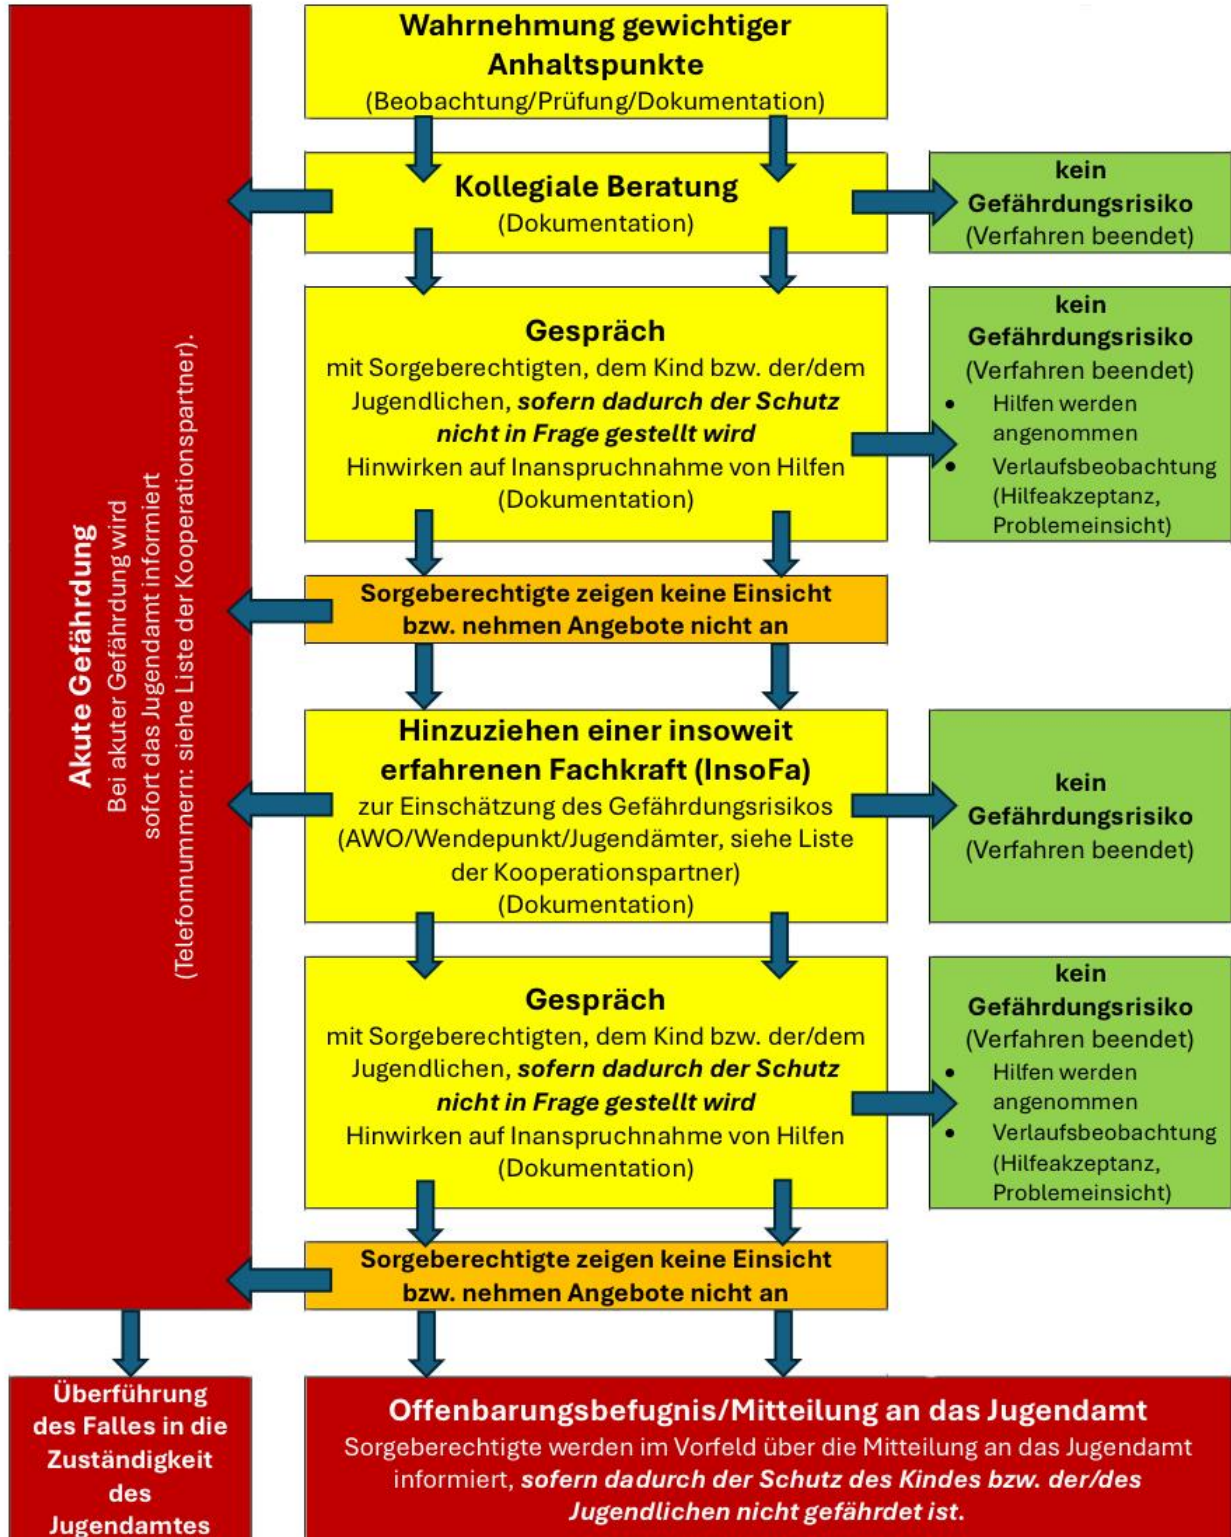 Wahrnehmung gewichtiger
Anhaltspunkte
(Beobachtung/Prüfung/Dokumentation)
Kollegiale Beratung
(Dokumentation)
kein
Gefährdungsrisiko
(Verfahren beendet)
Gespräch
mit Sorgeberechtigten, dem Kind bzw. der/dem
Jugendlichen, sofern dadurch der Schutz
nicht in Frage gestellt wird
Hinwirken auf Inanspruchnahme von Hilfen
(Dokumentation)
kein
Gefährdungsrisiko
(Verfahren beendet)
• Hilfen werden
angenommen
• Verlaufsbeobachtung
(Hilfeakzeptanz,
Problemeinsicht)
Sorgeberechtigte zeigen keine Einsicht
bzw. nehmen Angebote nicht an
Hinzuziehen einer insoweit
erfahrenen Fachkraft (InsoFa)
zur Einschätzung des Gefährdungsrisikos
(AWO/Wendepunkt/Jugendämter, siehe Liste
der Kooperationspartner)
(Dokumentation)
kein
Gefährdungsrisiko
(Verfahren beendet)
Gespräch
mit Sorgeberechtigten, dem Kind bzw. der/dem
Jugendlichen, sofern dadurch der Schutz
nicht in Frage gestellt wird
Hinwirken auf Inanspruchnahme von Hilfen
(Dokumentation)
kein
Gefährdungsrisiko
(Verfahren beendet)
• Hilfen werden
angenommen
• Verlaufsbeobachtung
(Hilfeakzeptanz,
Problemeinsicht)
Sorgeberechtigte zeigen keine Einsicht
bzw. nehmen Angebote nicht an
Akute Gefährdung
Bei akuter Gefährdung wird
sofort das Jugendamt informiert
(Telefonnummern: siehe Liste der Kooperationspartner).
Überführung
des Falles in die
Zuständigkeit
des
Jugendamtes
Offenbarungsbefugnis/Mitteilung an das Jugendamt
Sorgeberechtigte werden im Vorfeld über die Mitteilung an das Jugendamt
informiert, sofern dadurch der Schutz des Kindes bzw. der/des
Jugendlichen nicht gefährdet ist.